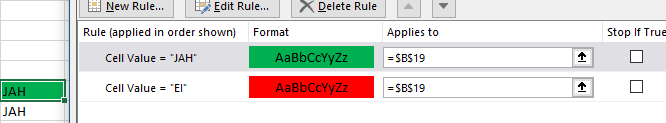 New Rule... Edit Rule... Delete Rule
Rule (applied in order shown) Format Applies to Stop If True
Cell Value = "JAH" AaBbCcYyZz =$B$19
Cell Value = "EI" AaBbCcYyZz =$B$19
JAH
JAH